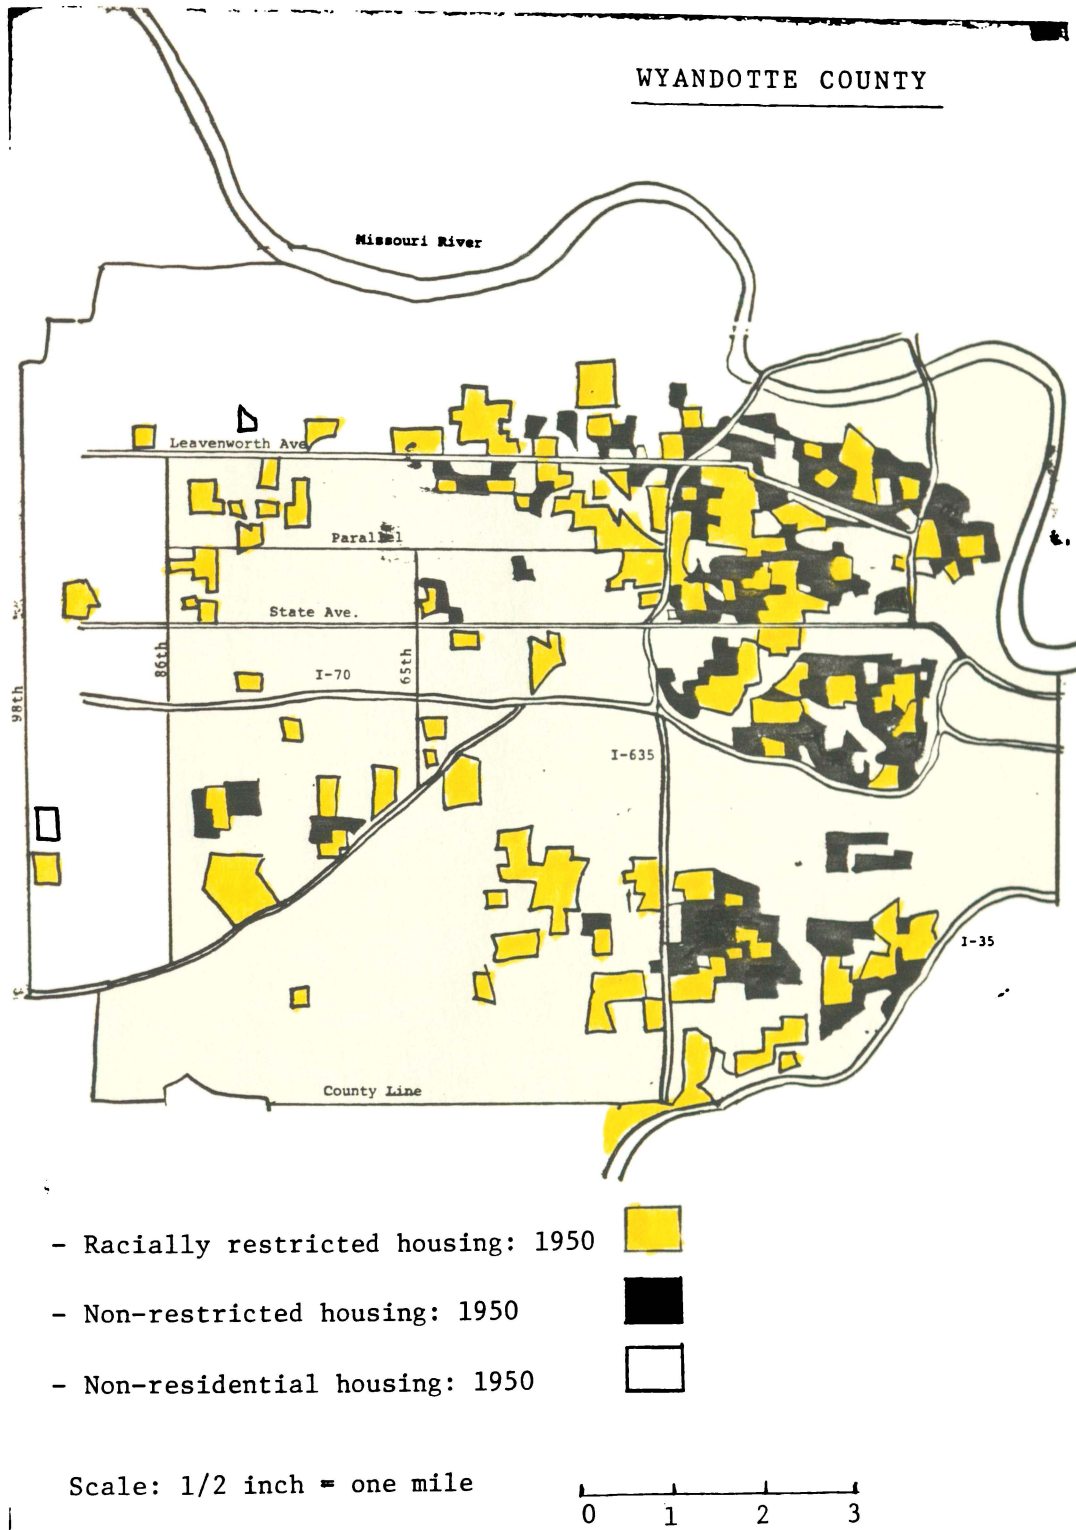 WYANDOTTE COUNTY
Missouri River
Leavenworth Ave
Parallel
State Ave.
86th
65th
I-70
98th
I-635
I-35
County Line
- Racially restricted housing: 1950
- Non-restricted housing: 1950
- Non-residential housing: 1950
Scale: 1/2 inch = one mile
0 1 2 3